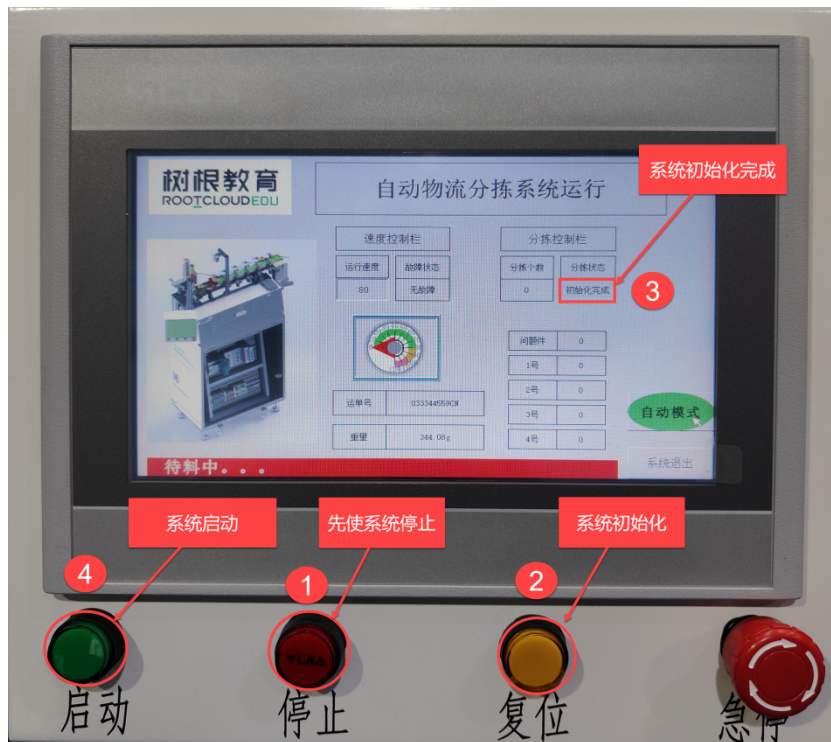 树根教育
ROOTCLOUDEDU
自动物流分拣系统运行
系统初始化完成
速度控制栏
分拣控制栏
运行速度 故障状态
分拣个数 分拣状态
80 无故障
0 初始化完成
3
问题件 0
1号 0
2号 0
3号 0
4号 0
运单号 033344559CN
重量 344.00g
自动模式
系统退出
待料中。。。
系统启动
先使系统停止
系统初始化
4
1
2
YIJIA
启动
停止
复位
急停